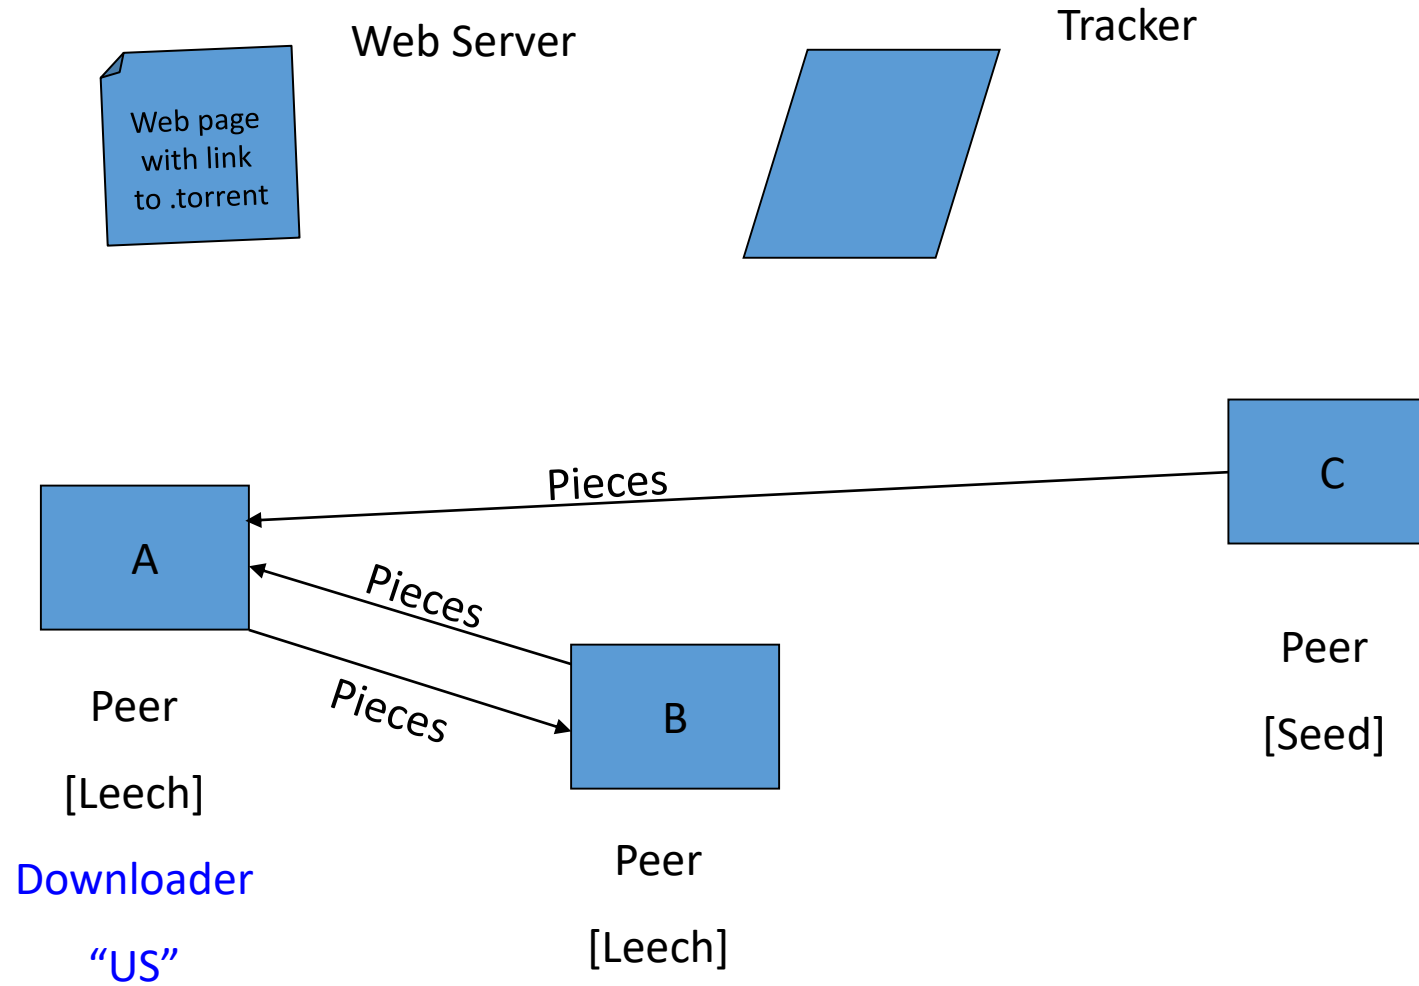 Web Server
Tracker
Web page
with link
to .torrent
Pieces
C
A
Pieces
Pieces
B
Peer
[Seed]
Peer
[Leech]
Downloader
“US”
Peer
[Leech]